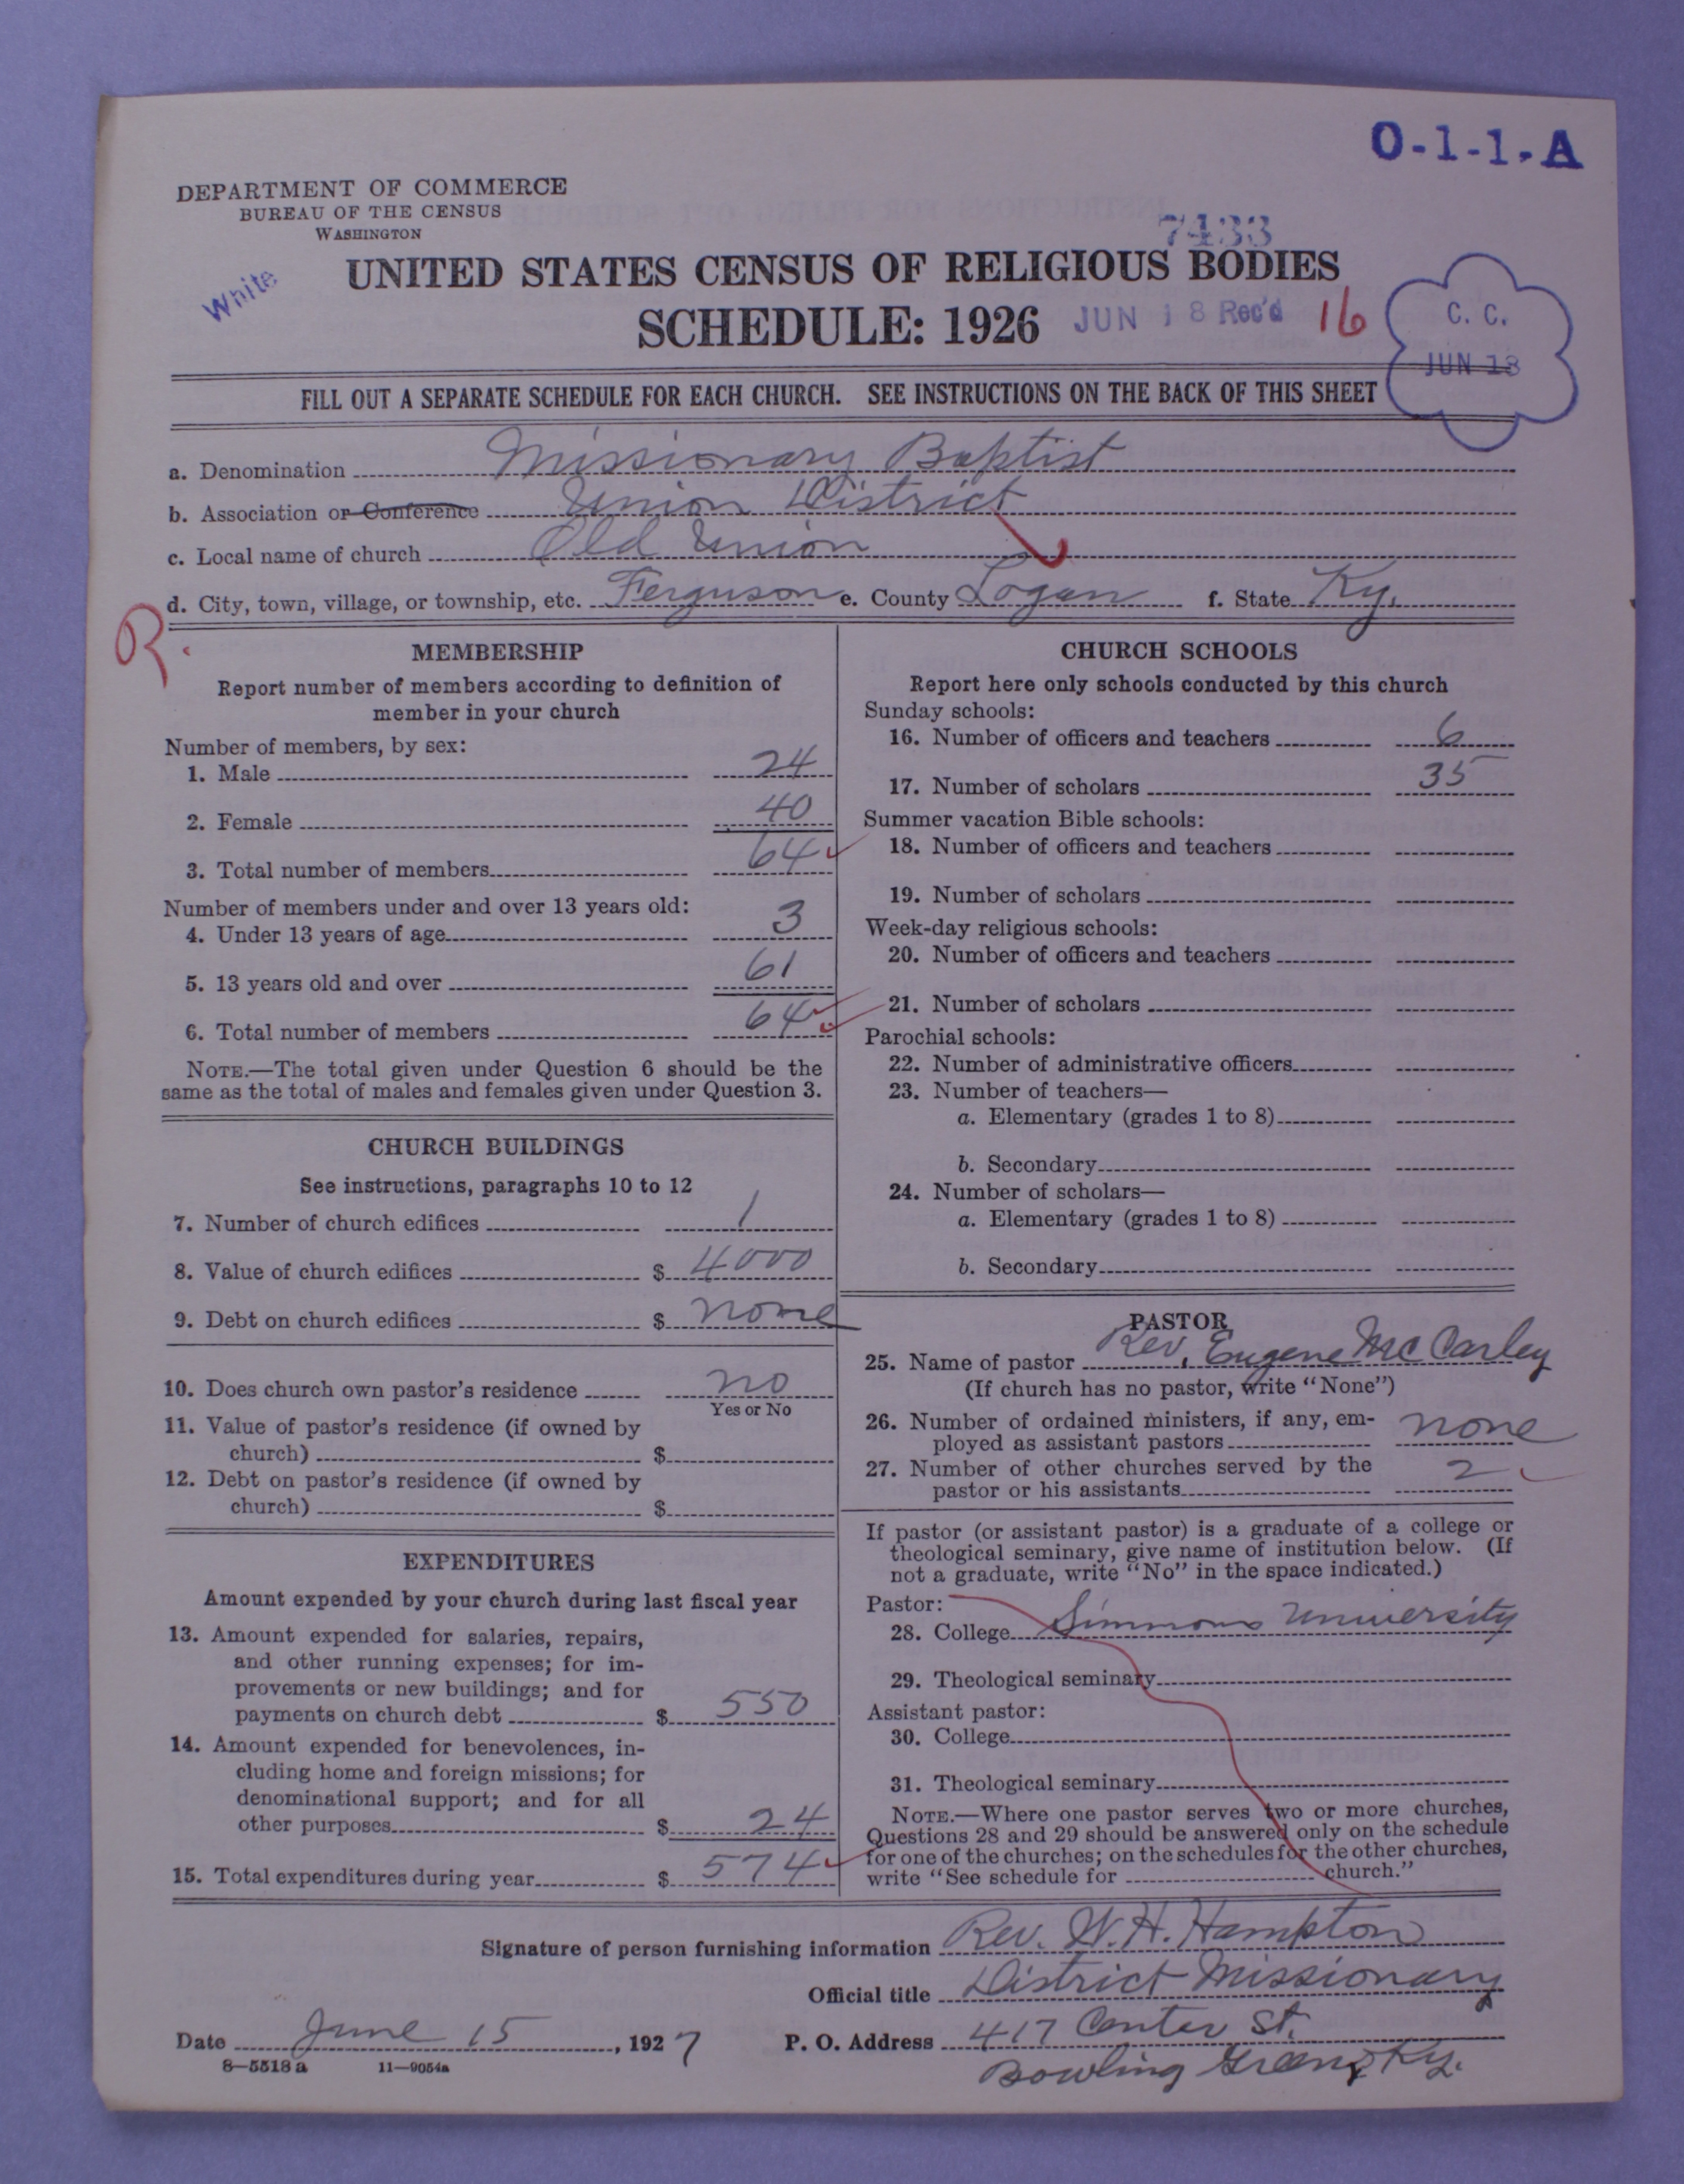 O-1-1-A
DEPARTMENT OF COMMERCE
BUREAU OF THE CENSUS
WASHINGTON
7433
White
UNITED STATES CENSUS OF RELIGIOUS BODIES
SCHEDULE: 1926
JUN 18 Rec'd 16
C. C.
JUN 18
FILL OUT A SEPARATE SCHEDULE FOR EACH CHURCH. SEE INSTRUCTIONS ON THE BACK OF THIS SHEET
a. Denomination Missionary Baptist
b. Association or Conference Union District
c. Local name of church Old Union
d. City, town, village, or township, etc. Ferguson e. County Logan f. State Ky.
R.
MEMBERSHIP
Report number of members according to definition of
member in your church
Number of members, by sex:
1. Male 24
2. Female 40
3. Total number of members 64
Number of members under and over 13 years old:
4. Under 13 years of age 3
5. 13 years old and over 61
6. Total number of members 64
NOTE.—The total given under Question 6 should be the
same as the total of males and females given under Question 3.
CHURCH BUILDINGS
See instructions, paragraphs 10 to 12
7. Number of church edifices 1
8. Value of church edifices $ 4000
9. Debt on church edifices $ none
10. Does church own pastor's residence no
Yes or No
11. Value of pastor's residence (if owned by
church) $
12. Debt on pastor's residence (if owned by
church) $
EXPENDITURES
Amount expended by your church during last fiscal year
13. Amount expended for salaries, repairs,
and other running expenses; for im-
provements or new buildings; and for
payments on church debt $ 550
14. Amount expended for benevolences, in-
cluding home and foreign missions; for
denominational support; and for all
other purposes $ 24
15. Total expenditures during year $ 574
CHURCH SCHOOLS
Report here only schools conducted by this church
Sunday schools:
16. Number of officers and teachers 6
17. Number of scholars 35
Summer vacation Bible schools:
18. Number of officers and teachers
19. Number of scholars
Week-day religious schools:
20. Number of officers and teachers
21. Number of scholars
Parochial schools:
22. Number of administrative officers
23. Number of teachers—
a. Elementary (grades 1 to 8)
b. Secondary
24. Number of scholars—
a. Elementary (grades 1 to 8)
b. Secondary
PASTOR
25. Name of pastor Rev. Eugene McCarley
(If church has no pastor, write "None")
26. Number of ordained ministers, if any, em-
ployed as assistant pastors none
27. Number of other churches served by the
pastor or his assistants 2
If pastor (or assistant pastor) is a graduate of a college or
theological seminary, give name of institution below. (If
not a graduate, write "No" in the space indicated.)
Pastor:
28. College Simmons University
29. Theological seminary
Assistant pastor:
30. College
31. Theological seminary
NOTE.—Where one pastor serves two or more churches,
Questions 28 and 29 should be answered only on the schedule
for one of the churches; on the schedules for the other churches,
write "See schedule for church."
Signature of person furnishing information Rev. W. H. Hampton
Official title District Missionary
Date June 15, 1927 P. O. Address 417 Center St.
8-5518 a 11-9054a Bowling Green, Ky.